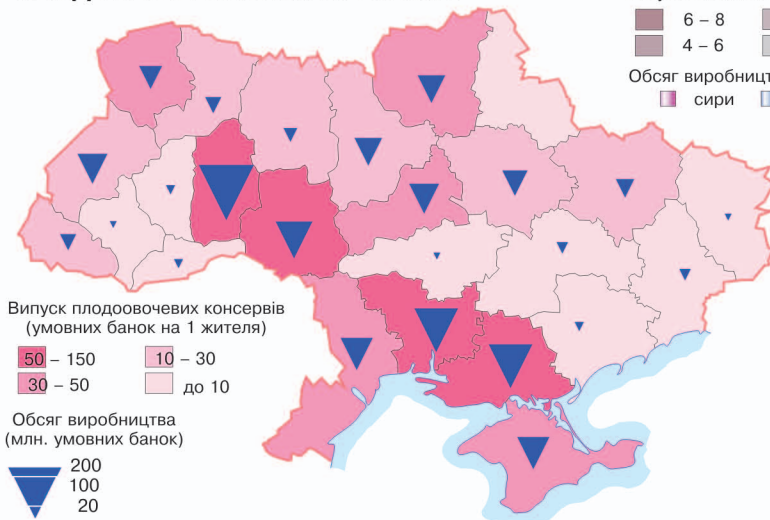 6 – 8
4 – 6
Обсяг виробницт
сири
Випуск плодоовочевих консервів
(умовних банок на 1 жителя)
50 – 150
10 – 30
30 – 50
до 10
Обсяг виробництва
(млн. умовних банок)
200
100
20